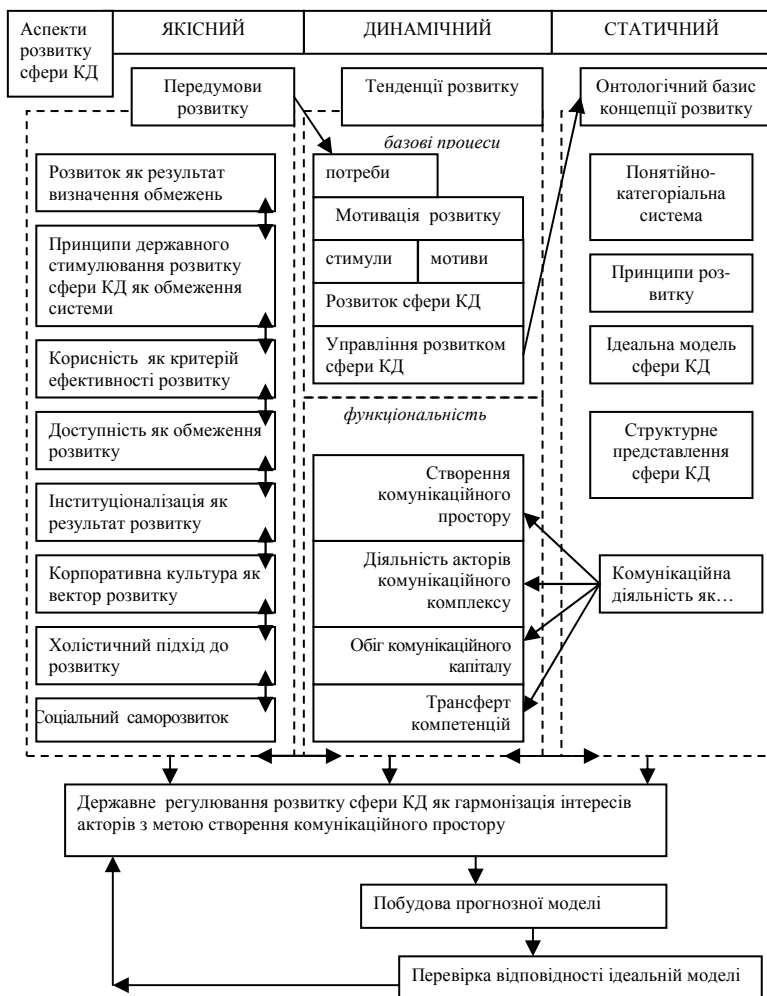 Аспекти
розвитку
сфери КД
ЯКІСНИЙ
ДИНАМІЧНИЙ
СТАТИЧНИЙ
Передумови
розвитку
Тенденції розвитку
Онтологічний базис
концепції розвитку
Розвиток як результат
визначення обмежень
Принципи державного
стимулювання розвитку
сфери КД як обмеження
системи
Корисність як критерій
ефективності розвитку
Доступність як обмеження
розвитку
Інституціоналізація як
результат розвитку
Корпоративна культура як
вектор розвитку
Холістичний підхід до
розвитку
Соціальний саморозвиток
базові процеси
потреби
Мотивація розвитку
стимули
мотиви
Розвиток сфери КД
Управління розвитком
сфери КД
функціональність
Створення
комунікаційного
простору
Діяльність акторів
комунікаційного
комплексу
Обіг комунікаційного
капіталу
Трансферт
компетенцій
Понятійно-
категоріальна
система
Принципи роз-
витку
Ідеальна модель
сфери КД
Структурне
представлення
сфери КД
Комунікаційна
діяльність як…
Державне регулювання розвитку сфери КД як гармонізація інтересів
акторів з метою створення комунікаційного простору
Побудова прогнозної моделі
Перевірка відповідності ідеальній моделі